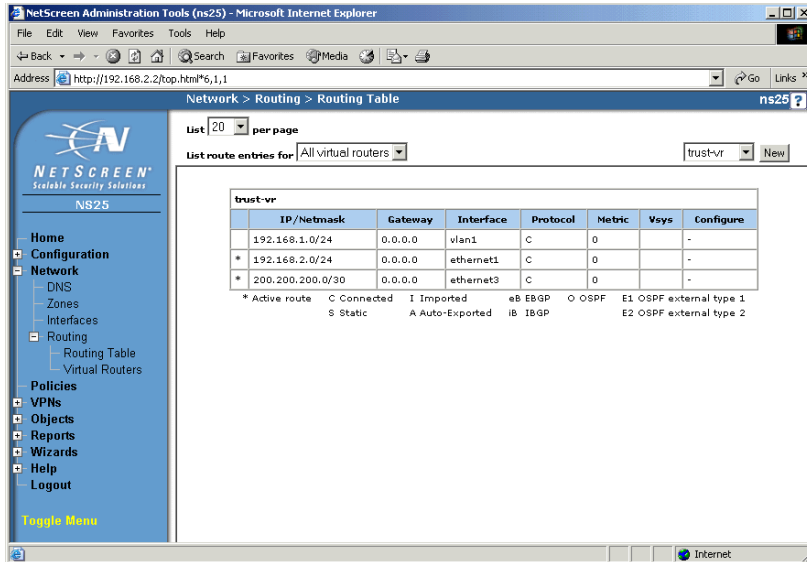 NetScreen Administration Tools (ns25) - Microsoft Internet Explorer
File Edit View Favorites Tools Help
Back Search Favorites Media
Address http://192.168.2.2/top.html*6,1,1 Go Links »
Network > Routing > Routing Table ns25 ?
N
NETSCREEN
Scalable Security Solutions
NS25
Home
Configuration
Network
DNS
Zones
Interfaces
Routing
Routing Table
Virtual Routers
Policies
VPNs
Objects
Reports
Wizards
Help
Logout
Toggle Menu
List 20 per page
List route entries for All virtual routers trust-vr New
trust-vr
IP/Netmask Gateway Interface Protocol Metric Vsys Configure
192.168.1.0/24 0.0.0.0 vlan1 C 0 -
* 192.168.2.0/24 0.0.0.0 ethernet1 C 0 -
* 200.200.200.0/30 0.0.0.0 ethernet3 C 0 -
* Active route C Connected I Imported eB EBGP O OSPF E1 OSPF external type 1
S Static A Auto-Exported iB IBGP E2 OSPF external type 2
Internet